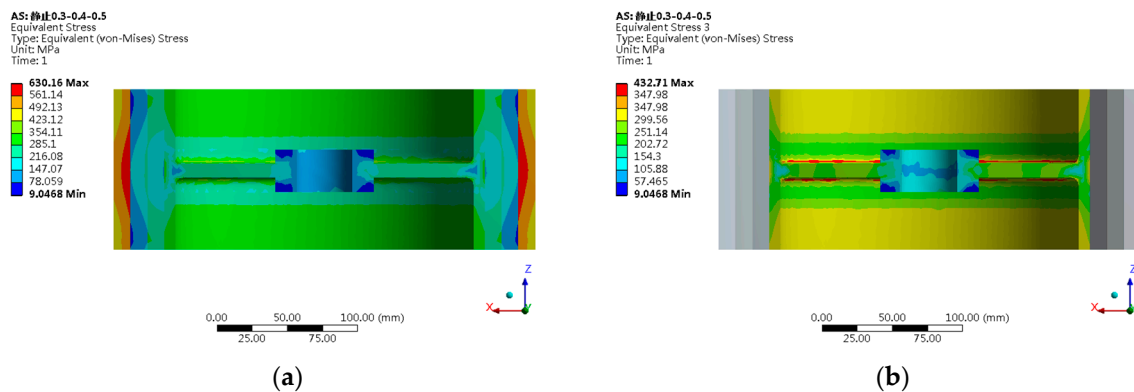 AS: 静止0.3-0.4-0.5
Equivalent Stress
Type: Equivalent (von-Mises) Stress
Unit: MPa
Time: 1
630.16 Max
561.14
492.13
423.12
354.11
285.1
216.08
147.07
78.059
9.0468 Min
Z
X
Y
0.00 50.00 100.00 (mm)
25.00 75.00
(a)
AS: 静止0.3-0.4-0.5
Equivalent Stress 3
Type: Equivalent (von-Mises) Stress
Unit: MPa
Time: 1
432.71 Max
347.98
347.98
299.56
251.14
202.72
154.3
105.88
57.465
9.0468 Min
Z
X
Y
0.00 50.00 100.00 (mm)
25.00 75.00
(b)